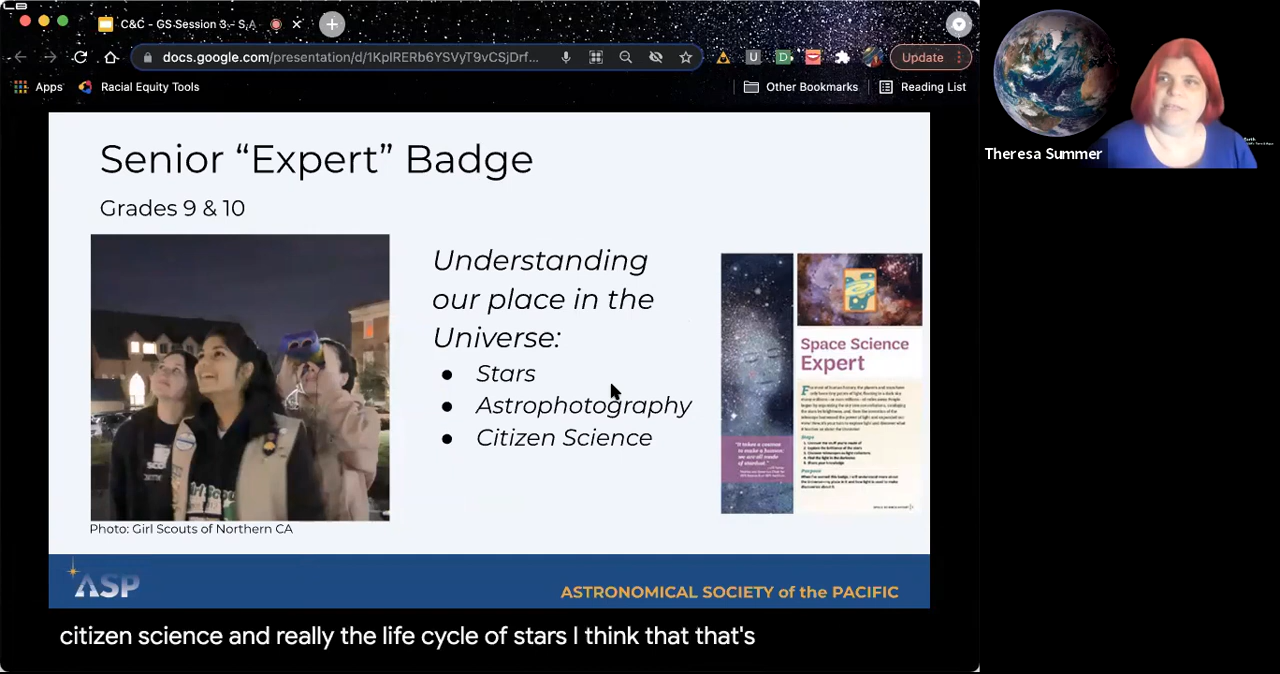 C&C - GS Session 3 - S,A
docs.google.com/presentation/d/1KpIRERb6YSVyT9vCSjDrf...
Update
Apps
Racial Equity Tools
Other Bookmarks
Reading List
Theresa Summer
Senior “Expert” Badge
Grades 9 & 10
Understanding
our place in the
Universe:
● Stars
● Astrophotography
● Citizen Science
Space Science
Expert
Steps
Purpose
Photo: Girl Scouts of Northern CA
ASP
ASTRONOMICAL SOCIETY of the PACIFIC
citizen science and really the life cycle of stars I think that that's